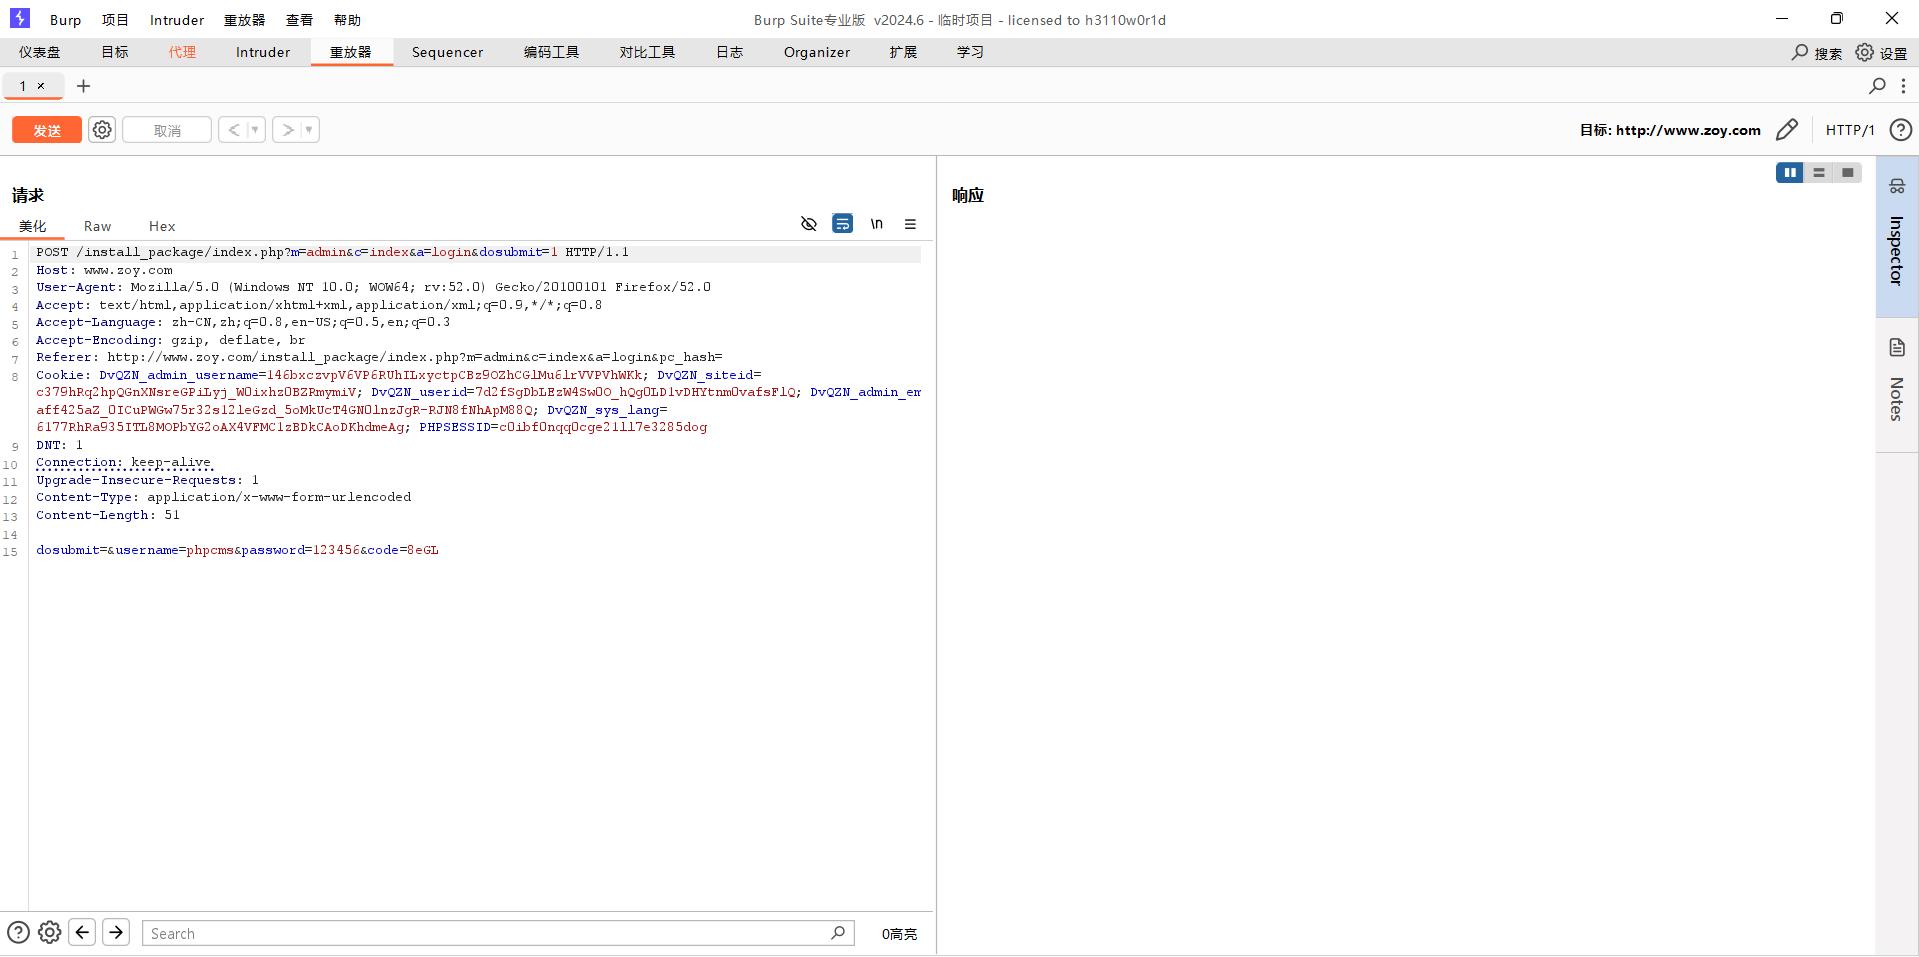 Burp 项目 Intruder 重放器 查看 帮助 Burp Suite专业版 v2024.6 - 临时项目 - licensed to h3110w0r1d
仪表盘 目标 代理 Intruder 重放器 Sequencer 编码工具 对比工具 日志 Organizer 扩展 学习 搜索 设置
1 × +
发送 取消 < > 目标: http://www.zoy.com HTTP/1
请求
响应
美化 Raw Hex \n
1 POST /install_package/index.php?m=admin&c=index&a=login&dosubmit=1 HTTP/1.1
2 Host: www.zoy.com
3 User-Agent: Mozilla/5.0 (Windows NT 10.0; WOW64; rv:52.0) Gecko/20100101 Firefox/52.0
4 Accept: text/html,application/xhtml+xml,application/xml;q=0.9,*/*;q=0.8
5 Accept-Language: zh-CN,zh;q=0.8,en-US;q=0.5,en;q=0.3
6 Accept-Encoding: gzip, deflate, br
7 Referer: http://www.zoy.com/install_package/index.php?m=admin&c=index&a=login&pc_hash=
8 Cookie: DvQZN_admin_username=146bxczvpV6VP6RUhILxyctpCBz9OZhCGlMu6lrVVPVhWKk; DvQZN_siteid=
c379hRq2hpQGnXNsreGPiLyj_W0ixhz0BZRmymiV; DvQZN_userid=7d2fSgDbLEzW4Sw0O_hQg0LD1vDHYtnm0vafsFlQ; DvQZN_admin_em
aff425aZ_0ICuPWGw75r32s12leGzd_5oMkUcT4GN0lnzJgR-RJN8fNhApM88Q; DvQZN_sys_lang=
6177RhRa935ITL8MOPbYG2oAX4VFMC1zBDkCAoDKhdmeAg; PHPSESSID=c0ibf0nqq0cge21ll7e3285dog
9 DNT: 1
10 Connection: keep-alive
11 Upgrade-Insecure-Requests: 1
12 Content-Type: application/x-www-form-urlencoded
13 Content-Length: 51
14
15 dosubmit=&username=phpcms&password=123456&code=8eGL
Inspector
Notes
Search 0高亮